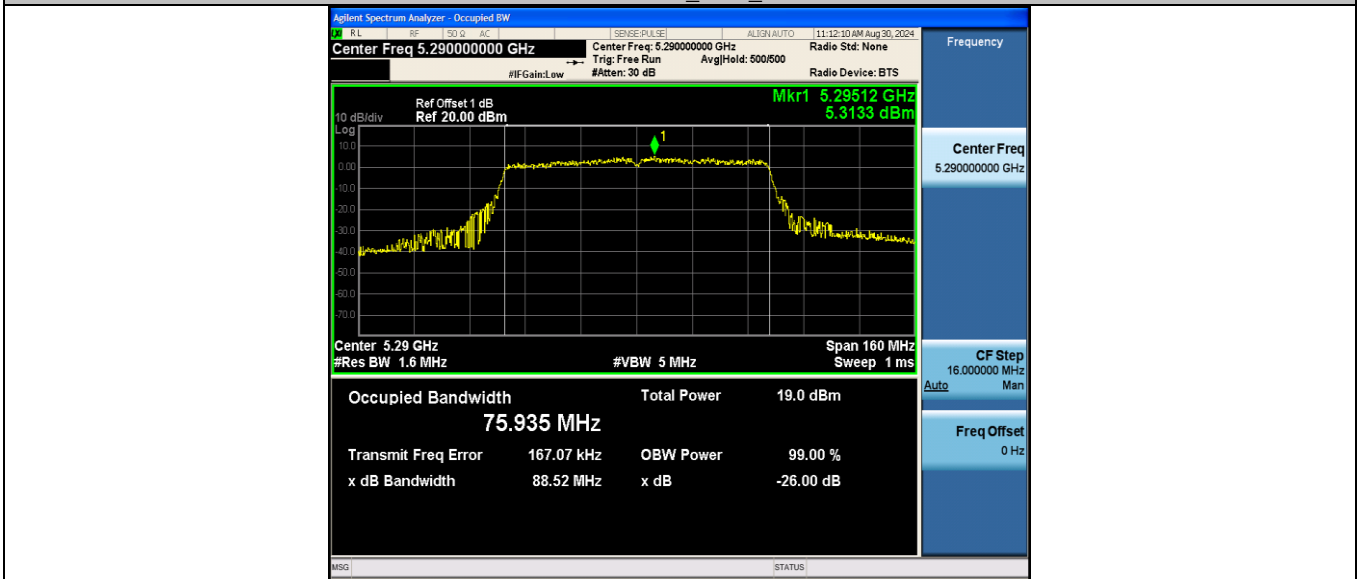 Agilent Spectrum Analyzer - Occupied BW
LXI RL RF 50 Ω AC SENSE:PULSE ALIGN AUTO 11:12:10 AM Aug 30, 2024
Center Freq 5.290000000 GHz Center Freq: 5.290000000 GHz Radio Std: None
Trig: Free Run Avg|Hold: 500/500
#IFGain:Low #Atten: 30 dB Radio Device: BTS
Frequency
Mkr1 5.29512 GHz
5.3133 dBm
Ref Offset 1 dB
10 dB/div Ref 20.00 dBm
Log
10.0
0.00
-10.0
-20.0
-30.0
-40.0
-50.0
-60.0
-70.0
1
Center 5.29 GHz Span 160 MHz
#Res BW 1.6 MHz #VBW 5 MHz Sweep 1 ms
Occupied Bandwidth Total Power 19.0 dBm
75.935 MHz
Transmit Freq Error 167.07 kHz OBW Power 99.00 %
x dB Bandwidth 88.52 MHz x dB -26.00 dB
Center Freq
5.290000000 GHz
CF Step
16.000000 MHz
Auto Man
Freq Offset
0 Hz
MSG STATUS